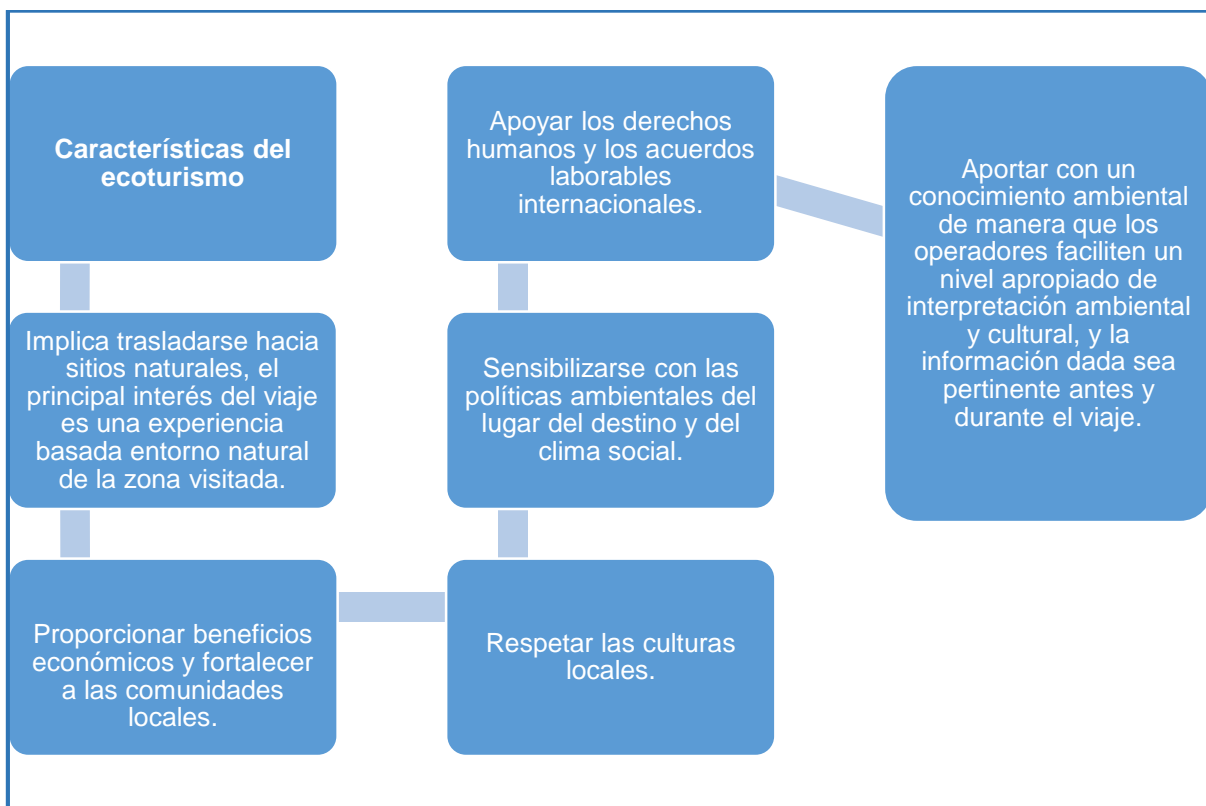 Características del
ecoturismo
Implica trasladarse hacia
sitios naturales, el
principal interés del viaje
es una experiencia
basada entorno natural
de la zona visitada.
Proporcionar beneficios
económicos y fortalecer
a las comunidades
locales.
Respetar las culturas
locales.
Sensibilizarse con las
políticas ambientales del
lugar del destino y del
clima social.
Apoyar los derechos
humanos y los acuerdos
laborables
internacionales.
Aportar con un
conocimiento ambiental
de manera que los
operadores faciliten un
nivel apropiado de
interpretación ambiental
y cultural, y la
información dada sea
pertinente antes y
durante el viaje.